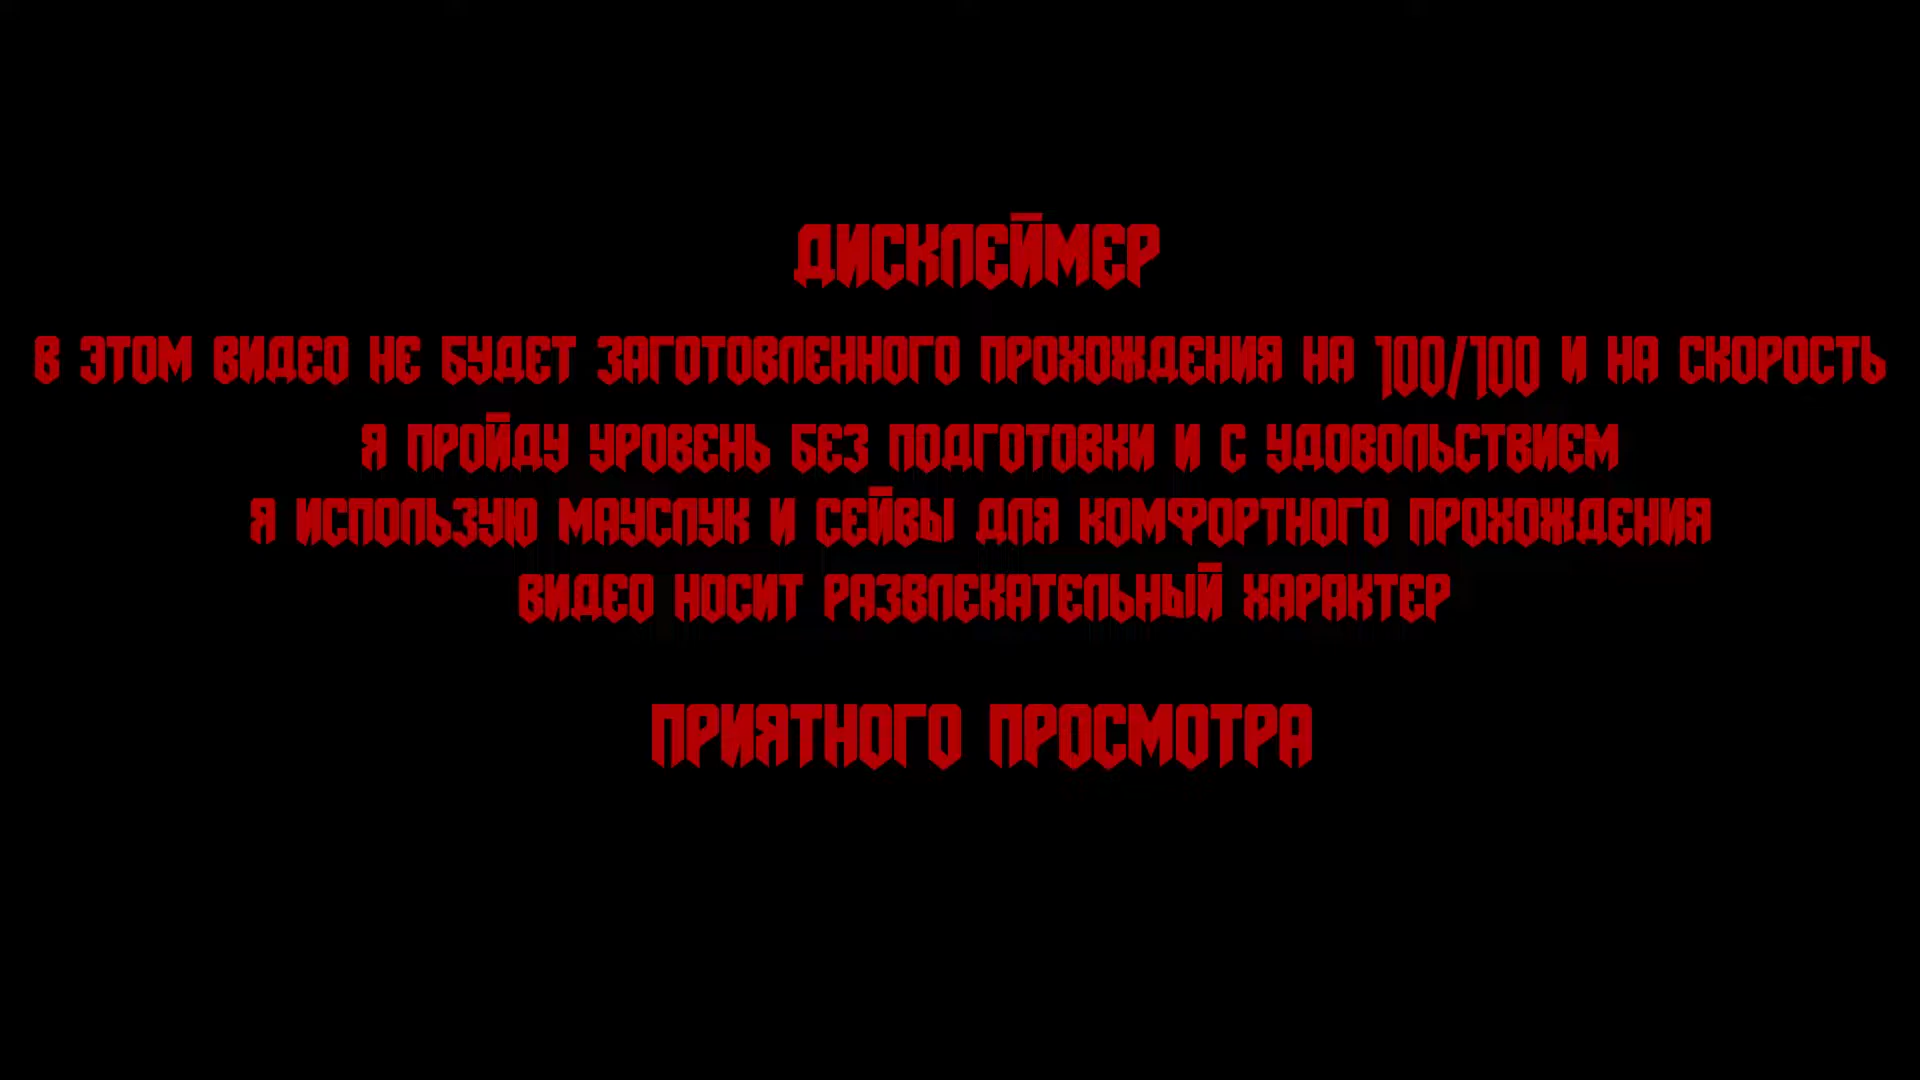 ДИСКЛЕЙМЕР
В ЭТОМ ВИДЕО НЕ БУДЕТ ЗАГОТОВЛЕННОГО ПРОХОЖДЕНИЯ НА 100/100 И НА СКОРОСТЬ
Я ПРОЙДУ УРОВЕНЬ БЕЗ ПОДГОТОВКИ И С УДОВОЛЬСТВИЕМ
Я ИСПОЛЬЗУЮ МАУСЛУК И СЕЙВЫ ДЛЯ КОМФОРТНОГО ПРОХОЖДЕНИЯ
ВИДЕО НОСИТ РАЗВЛЕКАТЕЛЬНЫЙ ХАРАКТЕР
ПРИЯТНОГО ПРОСМОТРА